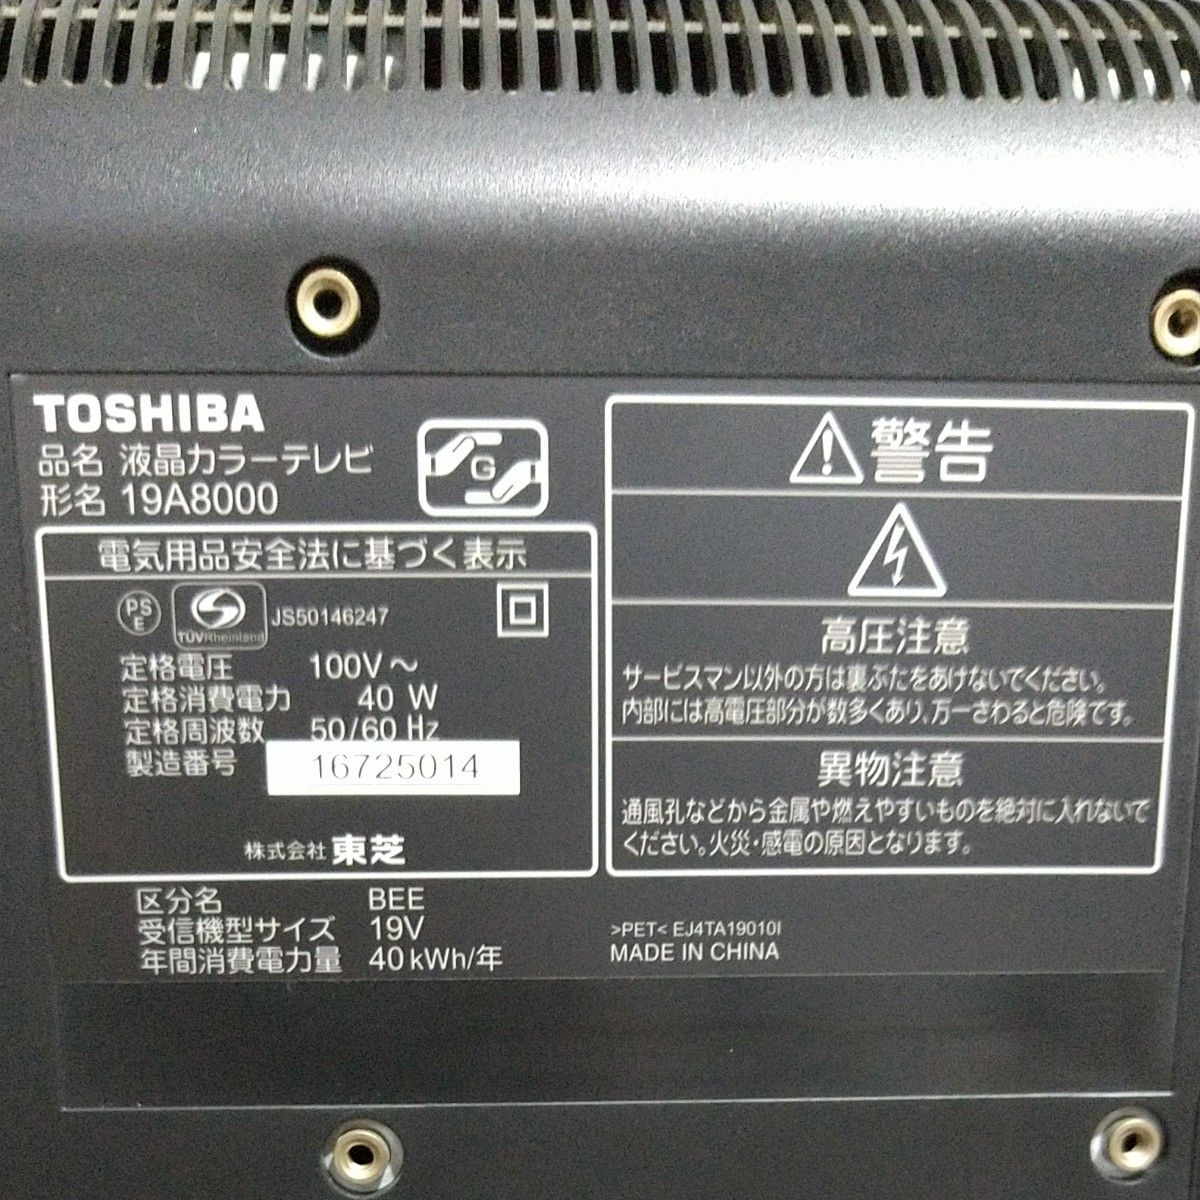 TOSHIBA
品名 液晶カラーテレビ
形名 19A8000
G
電気用品安全法に基づく表示
PS
E
TÜVRheinland
JS50146247
定格電圧 100V～
定格消費電力 40 W
定格周波数 50/60 Hz
製造番号 16725014
株式会社 東芝
区分名 BEE
受信機型サイズ 19V
年間消費電力量 40kWh/年
警告
高圧注意
サービスマン以外の方は裏ぶたをあけないでください。
内部には高電圧部分が数多くあり、万一さわると危険です。
異物注意
通風孔などから金属や燃えやすいものを絶対に入れないで
ください。火災・感電の原因となります。
>PET< EJ4TA19010I
MADE IN CHINA